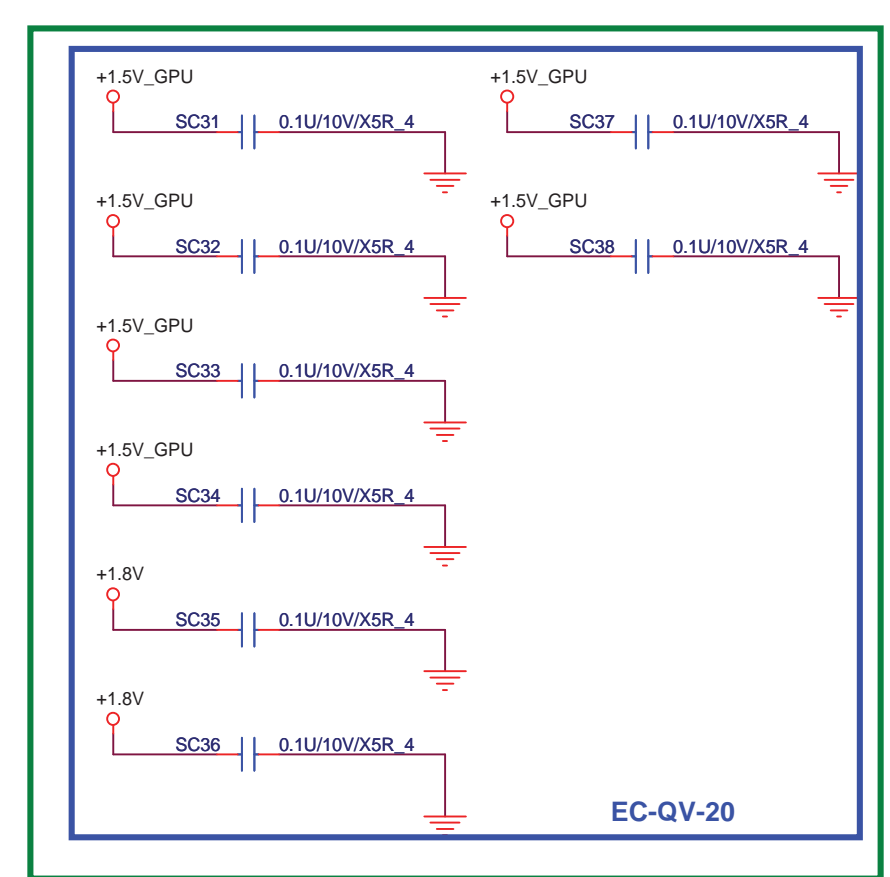 +1.5V_GPU
SC31 0.1U/10V/X5R_4
+1.5V_GPU
SC32 0.1U/10V/X5R_4
+1.5V_GPU
SC33 0.1U/10V/X5R_4
+1.5V_GPU
SC34 0.1U/10V/X5R_4
+1.8V
SC35 0.1U/10V/X5R_4
+1.8V
SC36 0.1U/10V/X5R_4
+1.5V_GPU
SC37 0.1U/10V/X5R_4
+1.5V_GPU
SC38 0.1U/10V/X5R_4
EC-QV-20